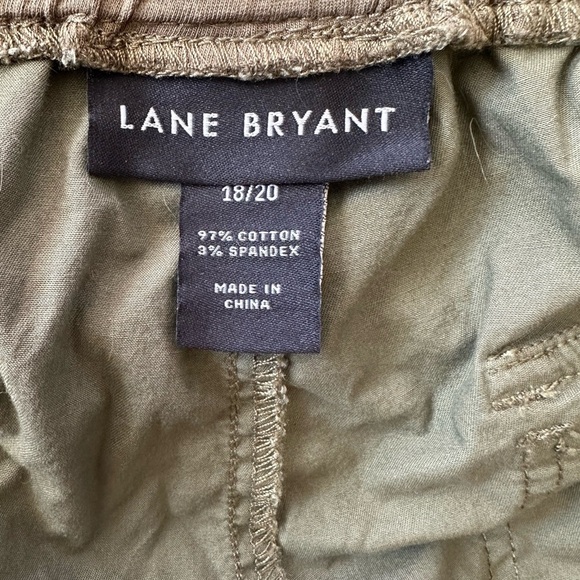 LANE BRYANT
18/20
97% COTTON
3% SPANDEX
MADE IN
CHINA